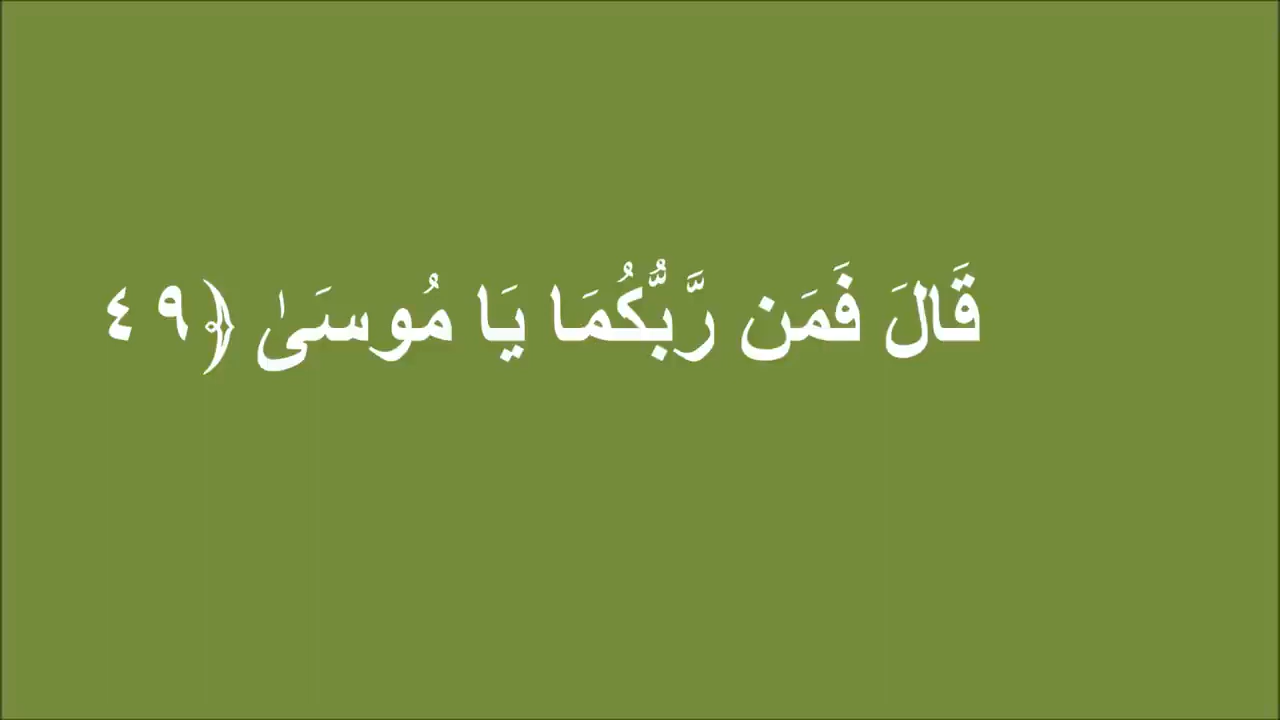 قَالَ فَمَن رَّبُّكُمَا يَا مُوسَىٰ ﴿٤٩